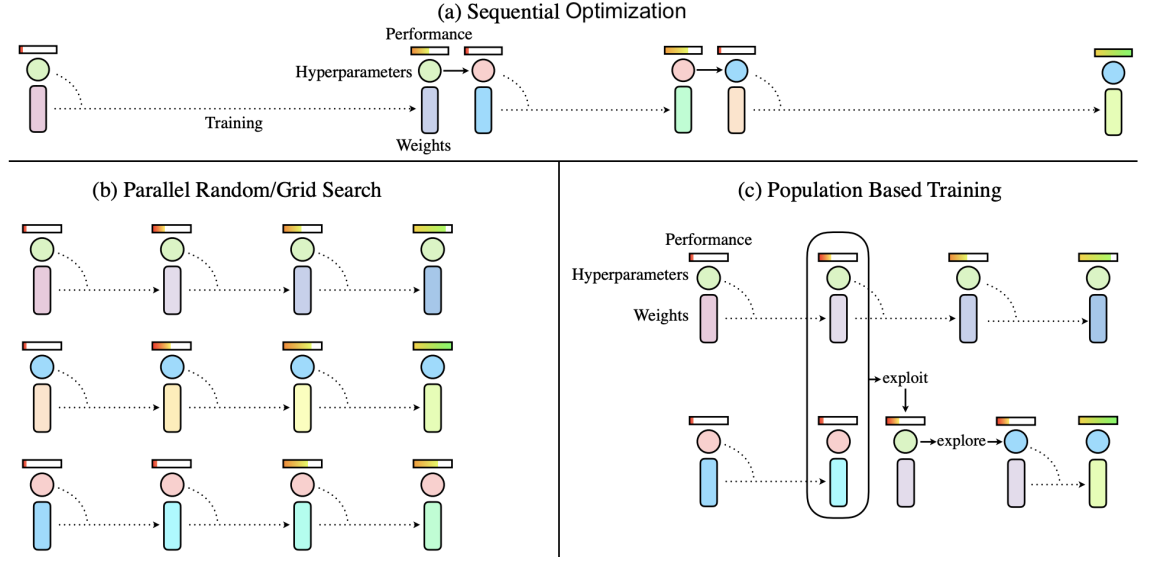 (a) Sequential Optimization
Performance
Hyperparameters
Training
Weights
(b) Parallel Random/Grid Search
(c) Population Based Training
Performance
Hyperparameters
Weights
exploit
explore